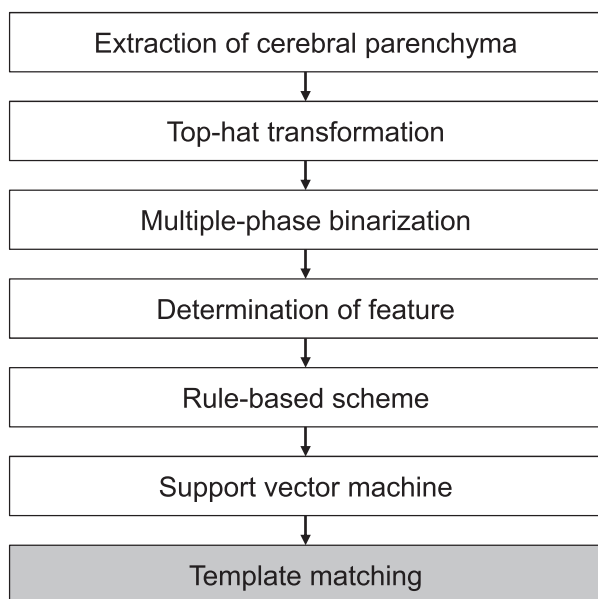 Extraction of cerebral parenchyma
Top-hat transformation
Multiple-phase binarization
Determination of feature
Rule-based scheme
Support vector machine
Template matching